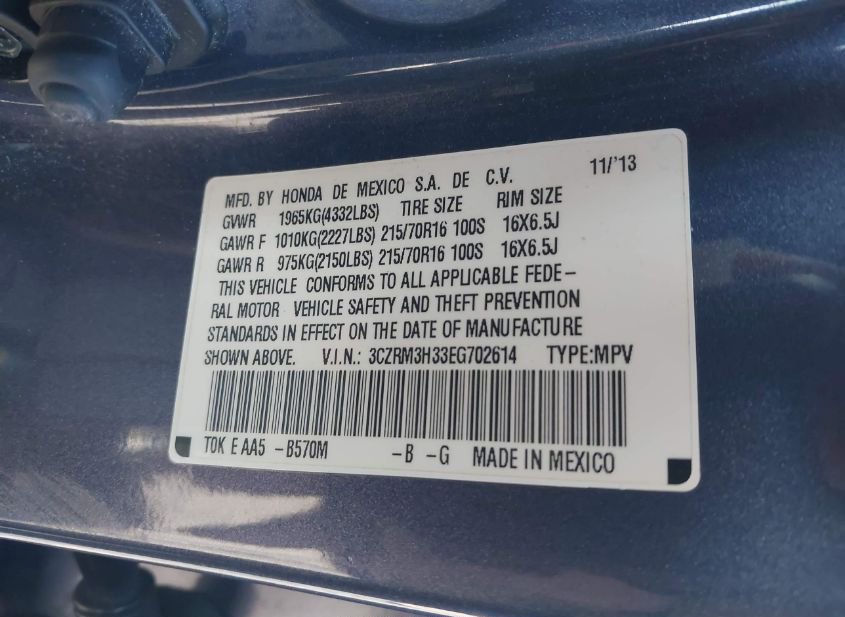 11/'13
MFD. BY HONDA DE MEXICO S.A. DE C.V.
GVWR 1965KG(4332LBS) TIRE SIZE RIM SIZE
GAWR F 1010KG(2227LBS) 215/70R16 100S 16X6.5J
GAWR R 975KG(2150LBS) 215/70R16 100S 16X6.5J
THIS VEHICLE CONFORMS TO ALL APPLICABLE FEDE-
RAL MOTOR VEHICLE SAFETY AND THEFT PREVENTION
STANDARDS IN EFFECT ON THE DATE OF MANUFACTURE
SHOWN ABOVE. V.I.N.: 3CZRM3H33EG702614 TYPE:MPV
T0K E AA5 -B570M -B -G MADE IN MEXICO